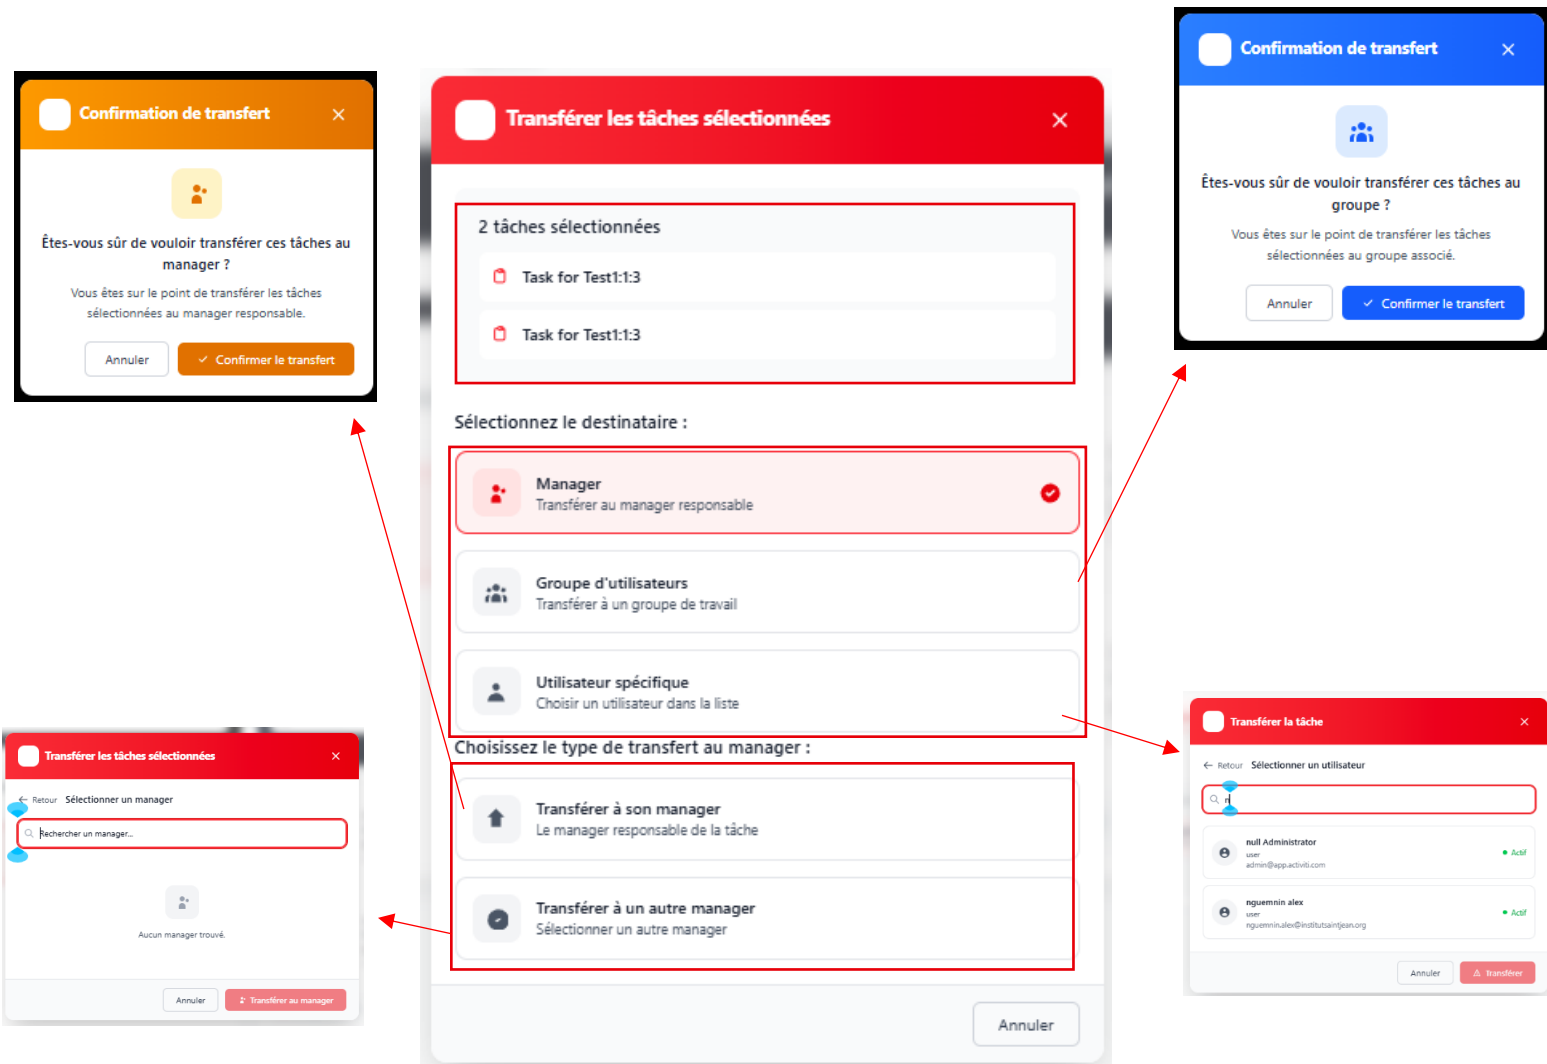 Confirmation de transfert
Êtes-vous sûr de vouloir transférer ces tâches au
manager ?
Vous êtes sur le point de transférer les tâches
sélectionnées au manager responsable.
Annuler
Confirmer le transfert
Transférer les tâches sélectionnées
2 tâches sélectionnées
Task for Test1:1:3
Task for Test1:1:3
Sélectionnez le destinataire :
Manager
Transférer au manager responsable
Groupe d'utilisateurs
Transférer à un groupe de travail
Utilisateur spécifique
Choisir un utilisateur dans la liste
Choisissez le type de transfert au manager :
Transférer à son manager
Le manager responsable de la tâche
Transférer à un autre manager
Sélectionner un autre manager
Annuler
Confirmation de transfert
Êtes-vous sûr de vouloir transférer ces tâches au
groupe ?
Vous êtes sur le point de transférer les tâches
sélectionnées au groupe associé.
Annuler
Confirmer le transfert
Transférer les tâches sélectionnées
Retour Sélectionner un manager
Rechercher un manager...
Aucun manager trouvé.
Annuler
Transférer au manager
Transférer la tâche
Retour Sélectionner un utilisateur
n
null Administrator
user
admin@app.activiti.com
Actif
nguemnin alex
user
nguemnin.alex@institutsaintjean.org
Actif
Annuler
Transférer